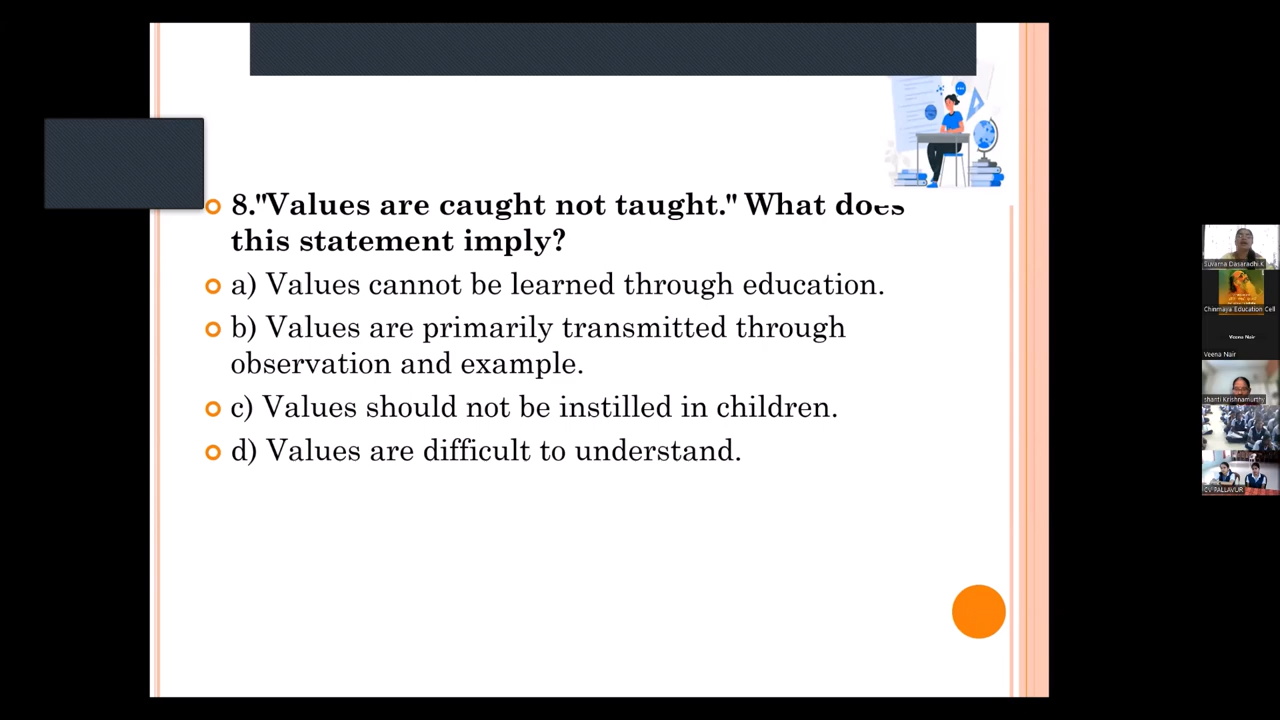 8."Values are caught not taught." What does
this statement imply?
a) Values cannot be learned through education.
b) Values are primarily transmitted through
observation and example.
c) Values should not be instilled in children.
d) Values are difficult to understand.
Suvarna Dasaradhi.K
Chinmaya Education Cell
Veena Nair
Veena Nair
shanti Krishnamurthy
CV PALLAVUR